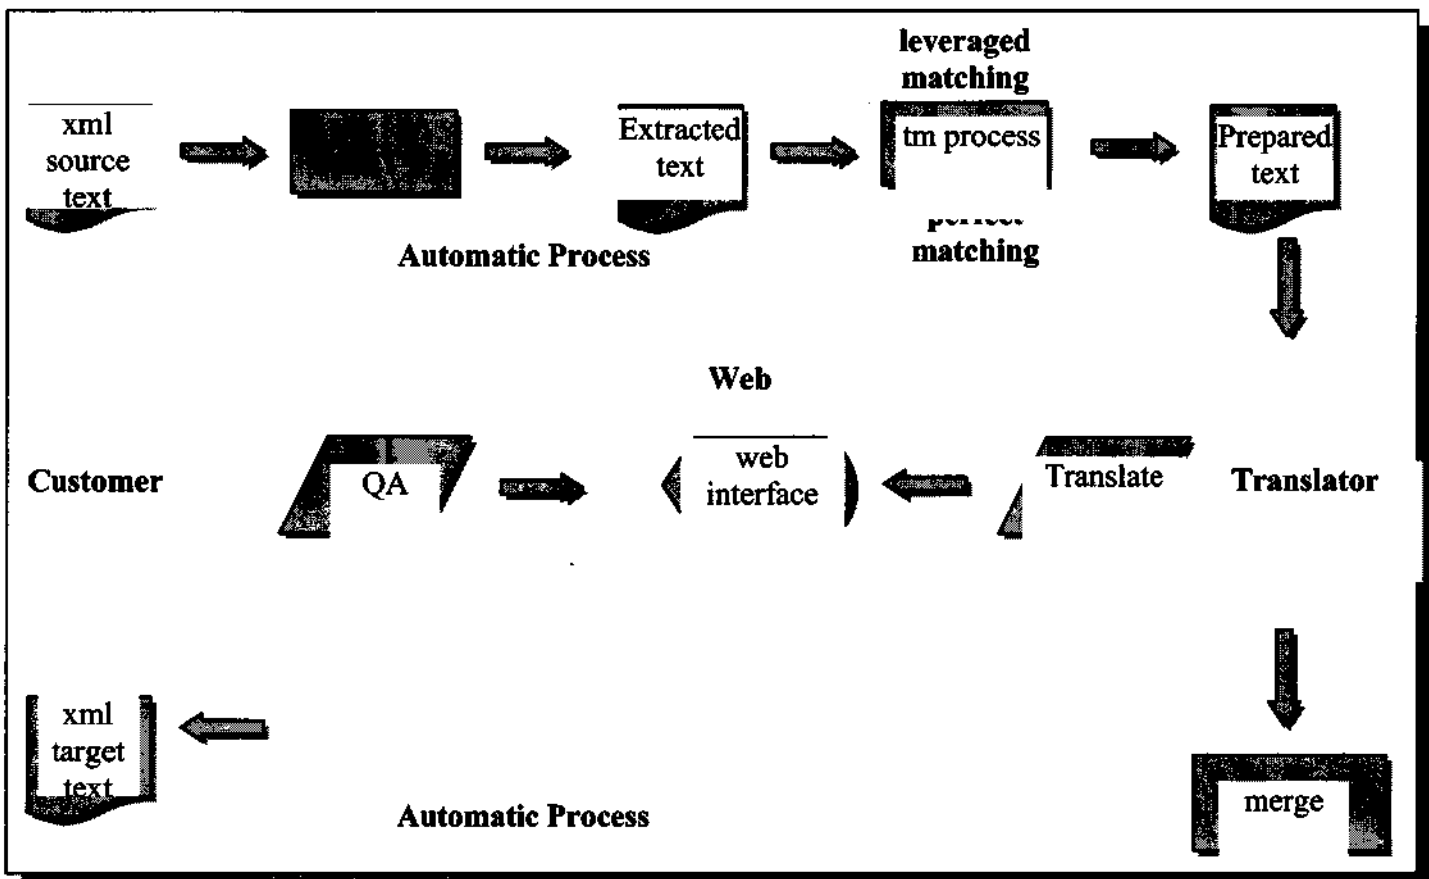 leveraged
matching
xml
source
text
Extracted
text
tm process
Prepared
text
matching
Automatic Process
Web
Customer
QA
web
interface
Translate
Translator
xml
target
text
Automatic Process
merge